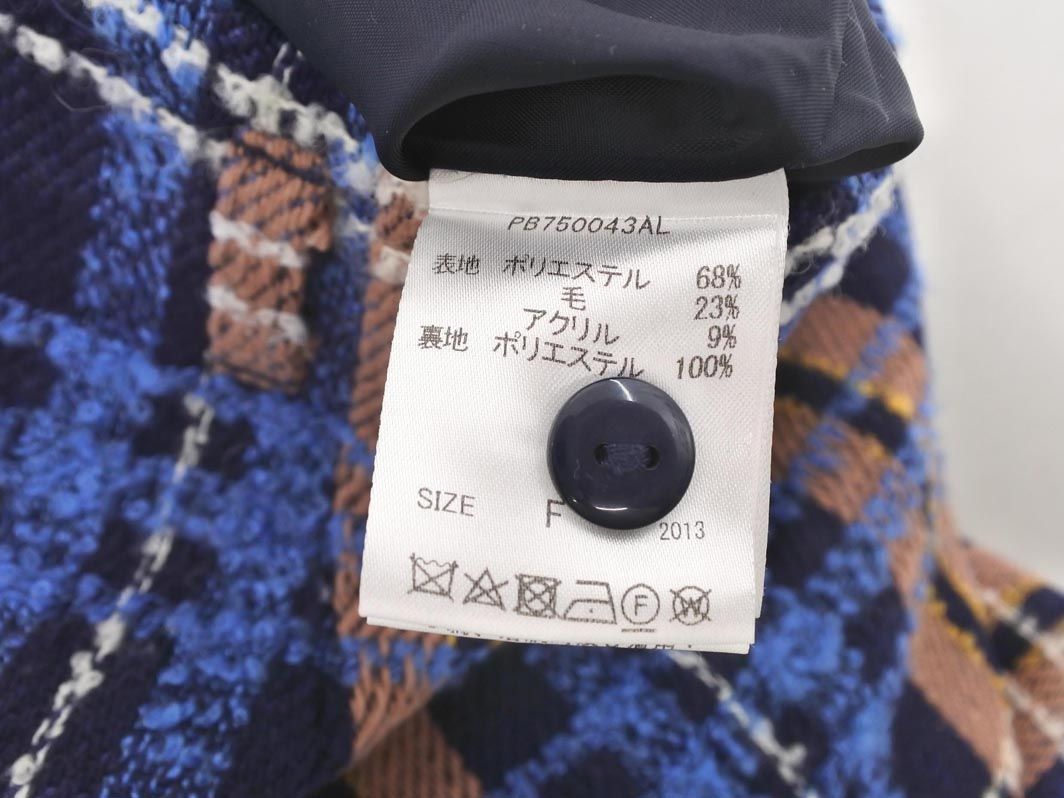 PB750043AL
表地 ポリエステル 68%
毛 23%
アクリル 9%
裏地 ポリエステル 100%
SIZE F
2013
F W